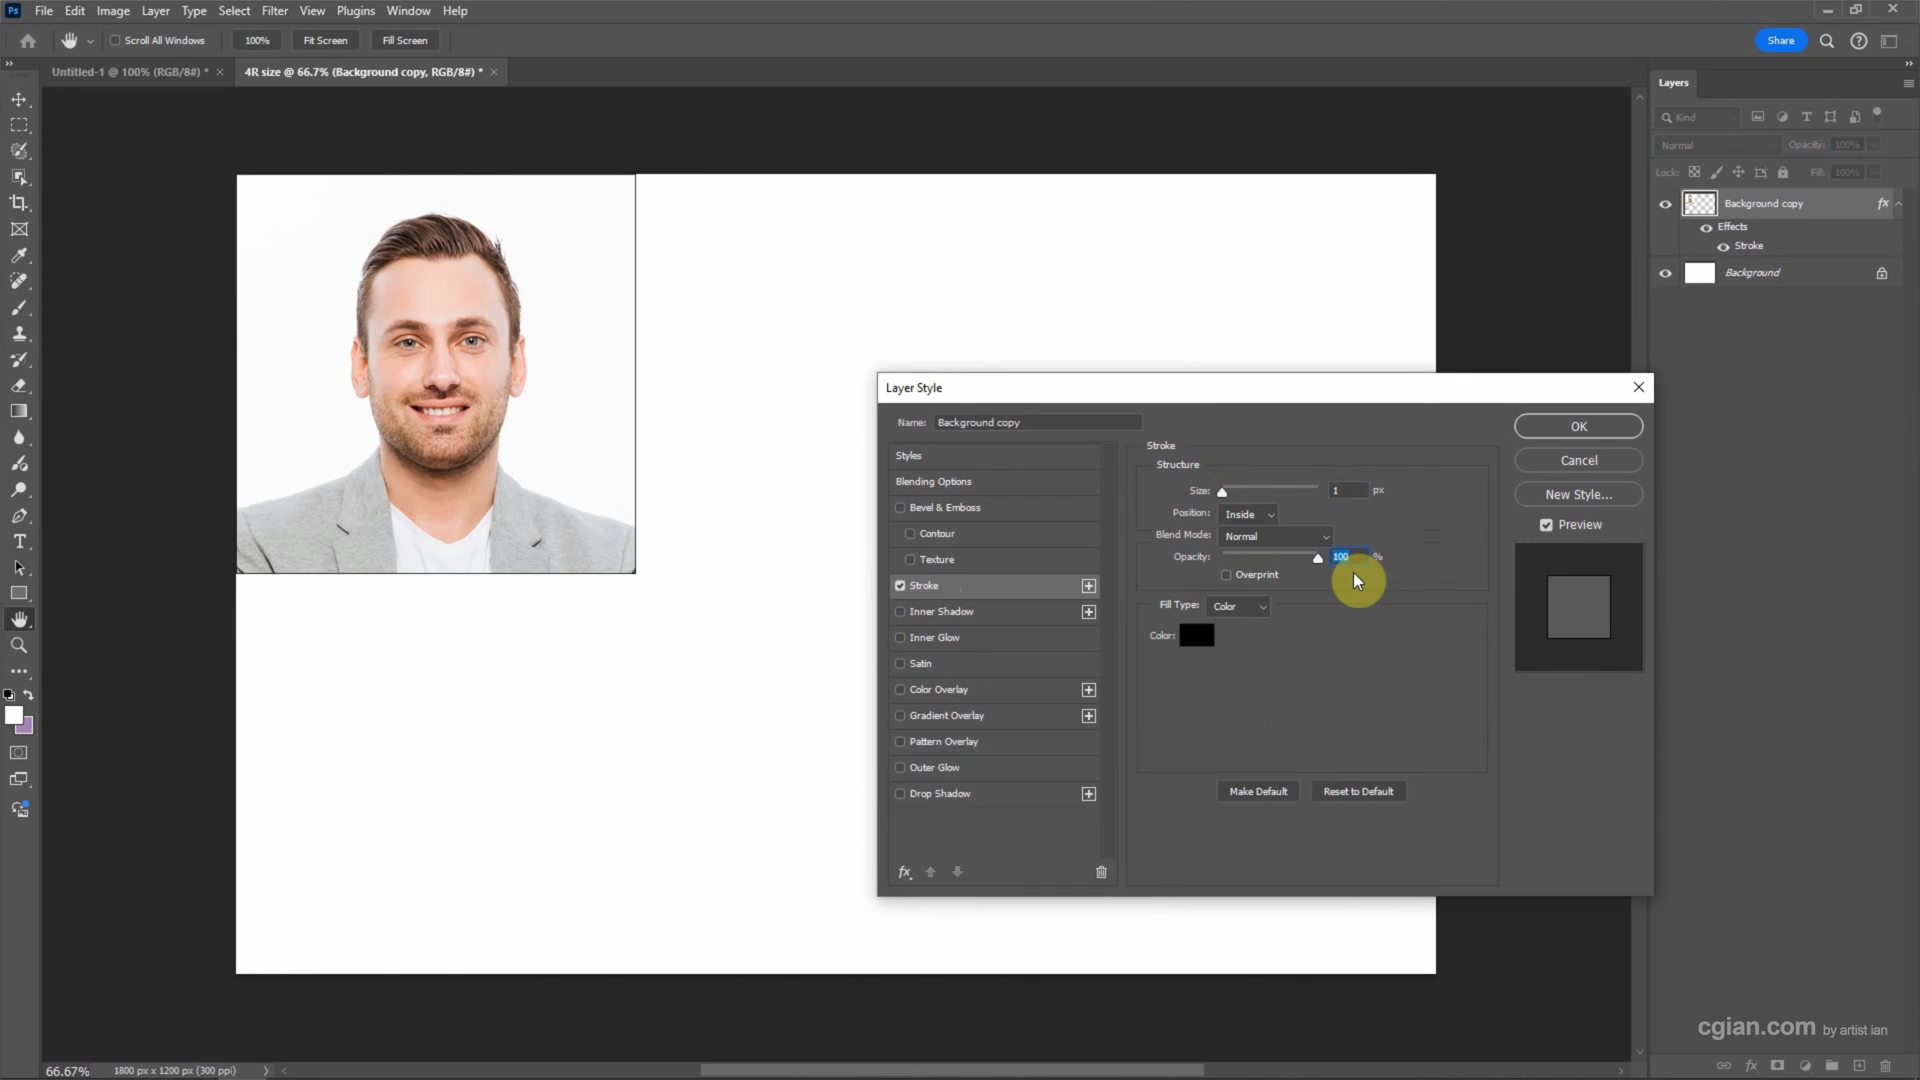 Ps File Edit Image Layer Type Select Filter View Plugins Window Help
Scroll All Windows 100% Fit Screen Fill Screen Share
Untitled-1 @ 100% (RGB/8#) * × 4R size @ 66.7% (Background copy, RGB/8#) * ×
Layers
Kind
Normal Opacity: 100%
Lock: Fill: 100%
Background copy fx
Effects
Stroke
Background
Layer Style
Name: Background copy
Styles
Blending Options
Bevel & Emboss
Contour
Texture
Stroke
Inner Shadow
Inner Glow
Satin
Color Overlay
Gradient Overlay
Pattern Overlay
Outer Glow
Drop Shadow
fx
Stroke
Structure
Size: 1 px
Position: Inside
Blend Mode: Normal
Opacity: 100 %
Overprint
Fill Type: Color
Color:
Make Default Reset to Default
OK
Cancel
New Style...
Preview
cgian.com by artist ian
66.67% 1800 px x 1200 px (300 ppi)
fx